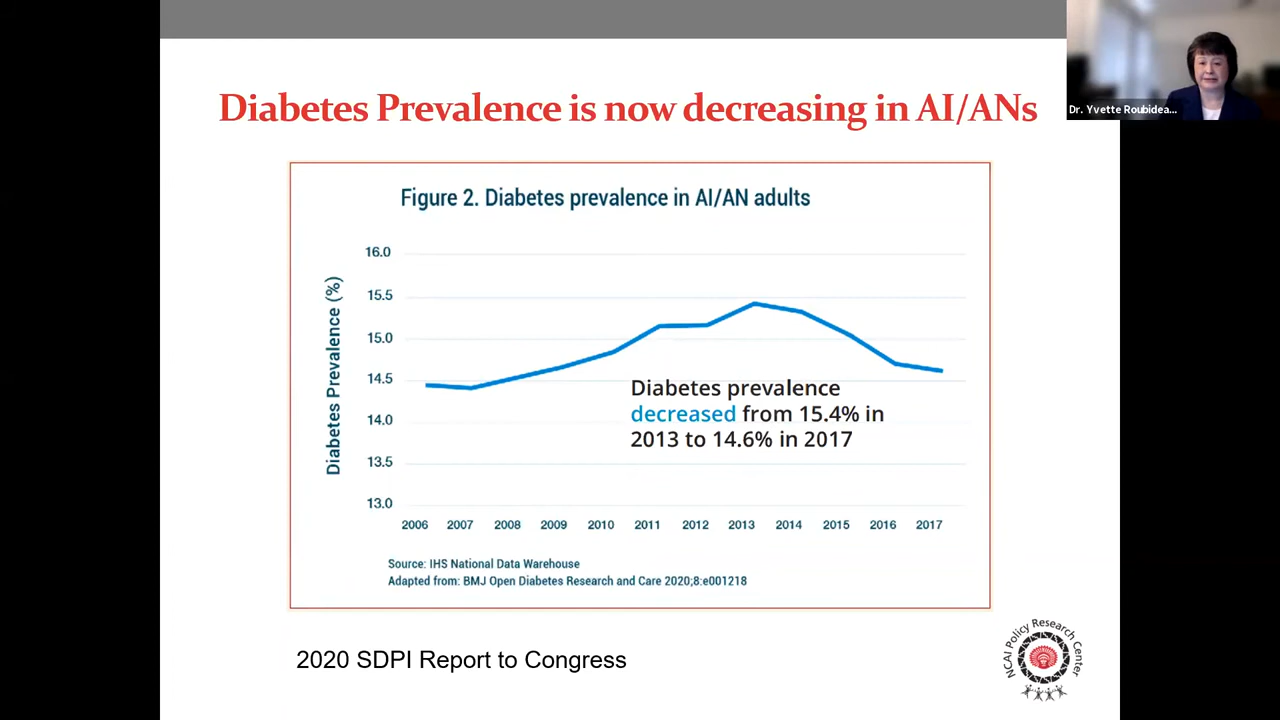 Diabetes Prevalence is now decreasing in AI/ANs
Dr. Yvette Roubidea...
Figure 2. Diabetes prevalence in AI/AN adults
Diabetes Prevalence (%)
16.0
15.5
15.0
14.5
14.0
13.5
13.0
Diabetes prevalence
decreased from 15.4% in
2013 to 14.6% in 2017
2006 2007 2008 2009 2010 2011 2012 2013 2014 2015 2016 2017
Source: IHS National Data Warehouse
Adapted from: BMJ Open Diabetes Research and Care 2020;8:e001218
2020 SDPI Report to Congress
NCAI Policy Research Center